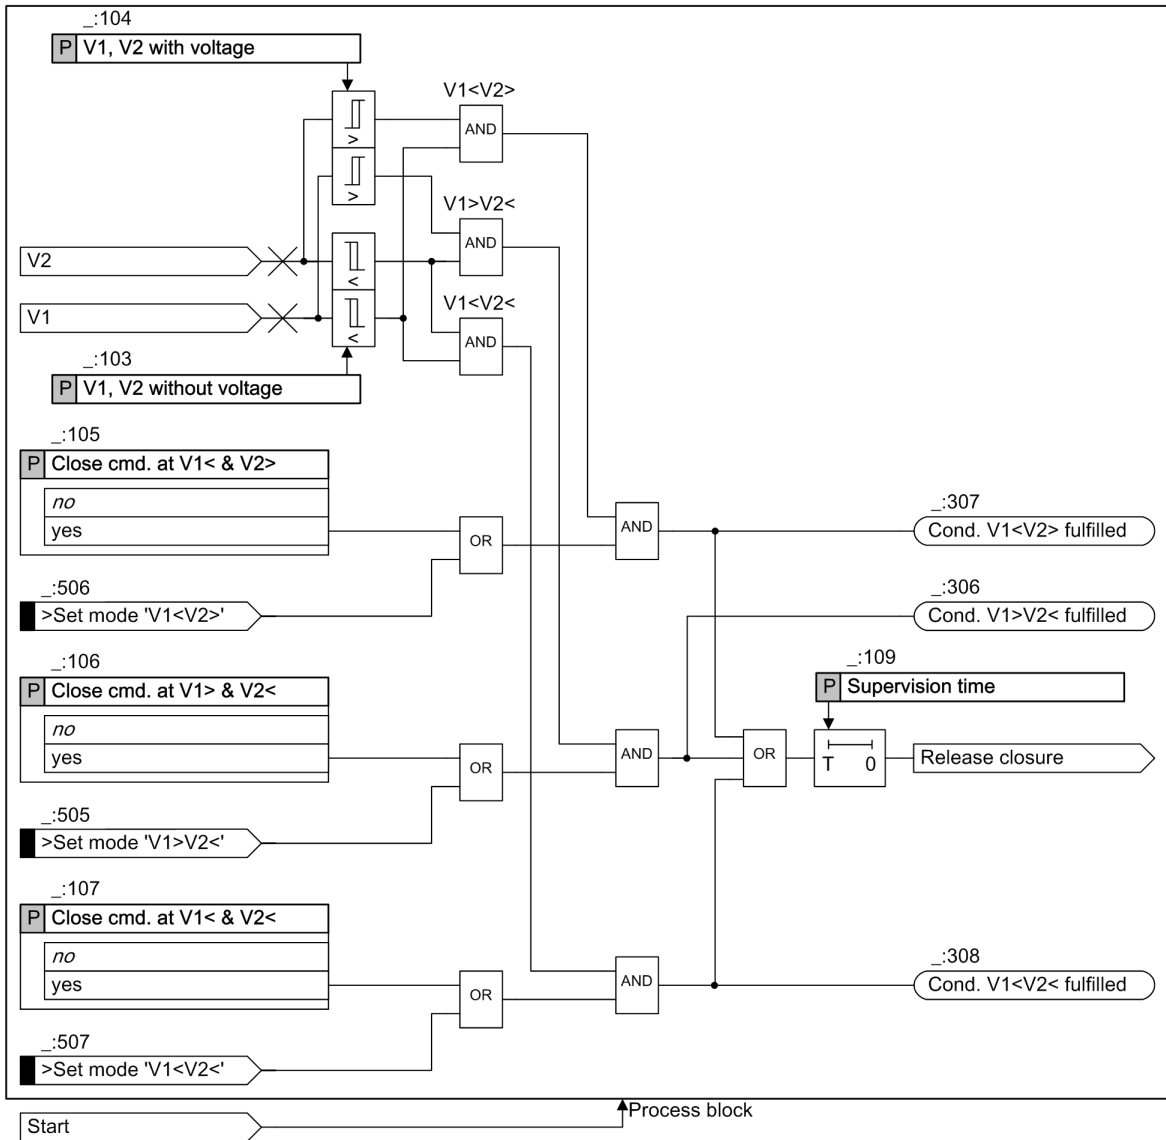 _:104
P V1, V2 with voltage
V1<V2>
AND
>
>
V1>V2<
AND
V2
<
V1<V2<
V1
AND
<
_:103
P V1, V2 without voltage
_:105
P Close cmd. at V1< & V2>
no
yes
OR
AND
_:307
Cond. V1<V2> fulfilled
_:506
>Set mode 'V1<V2>'
_:306
Cond. V1>V2< fulfilled
_:106
P Close cmd. at V1> & V2<
no
yes
OR
AND
_:109
P Supervision time
OR
T 0
Release closure
_:505
>Set mode 'V1>V2<'
_:107
P Close cmd. at V1< & V2<
no
yes
OR
AND
_:308
Cond. V1<V2< fulfilled
_:507
>Set mode 'V1<V2<'
Process block
Start